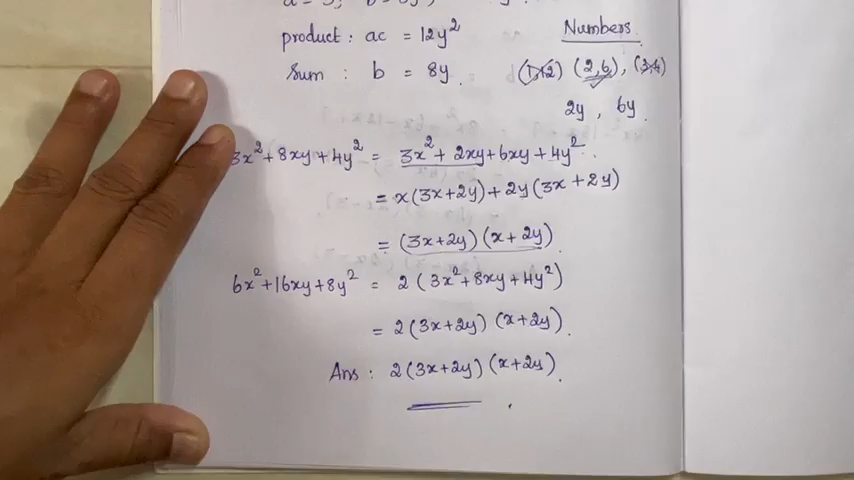 product : ac = 12y² Numbers
Sum : b = 8y. (1,12) (2,6), (3,4)
2y, 6y.
3x²+8xy+4y² = 3x²+2xy+6xy+4y².
= x(3x+2y)+2y(3x+2y)
= (3x+2y)(x+2y).
6x²+16xy+8y² = 2(3x²+8xy+4y²)
= 2(3x+2y)(x+2y).
Ans : 2(3x+2y)(x+2y).